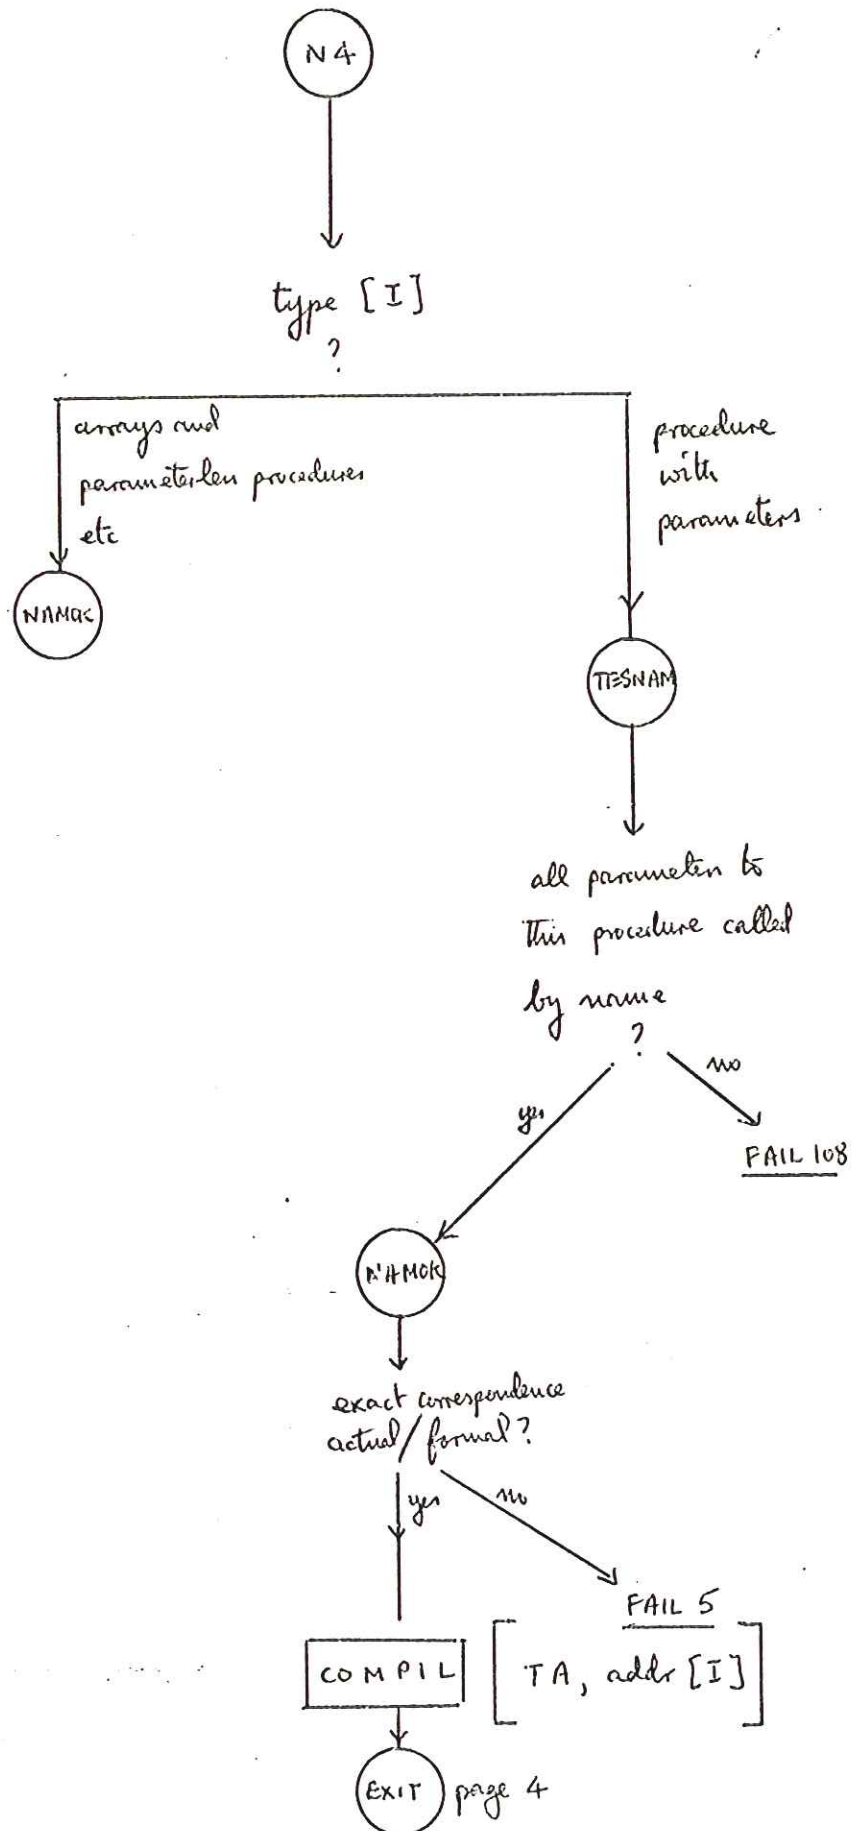 N4
type [I]
?
arrays and
parameterless procedures
etc
procedure
with
parameters
NAMOK
TESNAM
all parameters to
this procedure called
by name
?
no
yes
FAIL 108
NAMOK
exact correspondence
actual / formal?
yes
no
FAIL 5
COMPIL [TA, addr [I]]
EXIT page 4